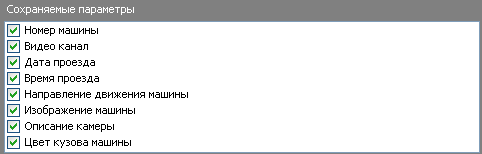 Сохраняемые параметры
Номер машины
Видео канал
Дата проезда
Время проезда
Направление движения машины
Изображение машины
Описание камеры
Цвет кузова машины